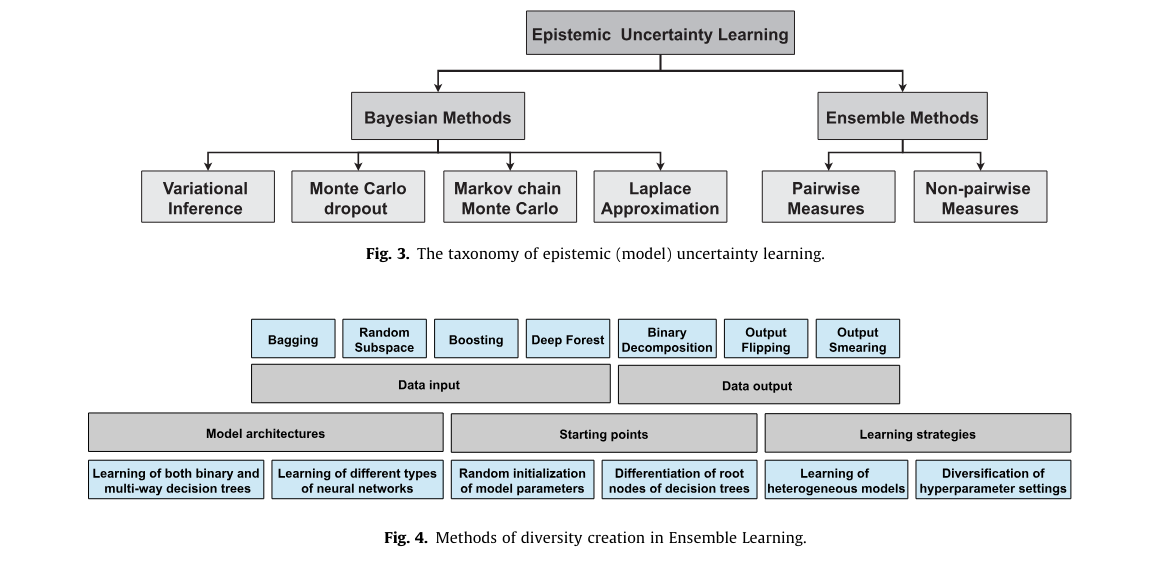 Epistemic Uncertainty Learning
Bayesian Methods
Ensemble Methods
Variational
Inference
Monte Carlo
dropout
Markov chain
Monte Carlo
Laplace
Approximation
Pairwise
Measures
Non-pairwise
Measures
Fig. 3. The taxonomy of epistemic (model) uncertainty learning.
Bagging
Random
Subspace
Boosting
Deep Forest
Binary
Decomposition
Output
Flipping
Output
Smearing
Data input
Data output
Model architectures
Starting points
Learning strategies
Learning of both binary and
multi-way decision trees
Learning of different types
of neural networks
Random initialization
of model parameters
Differentiation of root
nodes of decision trees
Learning of
heterogeneous models
Diversification of
hyperparameter settings
Fig. 4. Methods of diversity creation in Ensemble Learning.